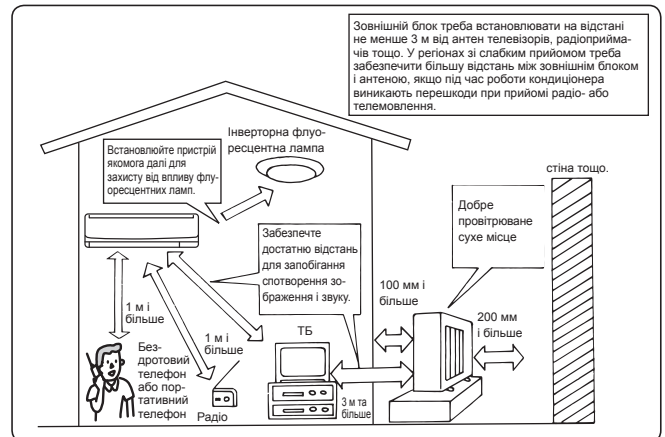 Зовнішній блок треба встановлювати на відстані
не менше 3 м від антен телевізорів, радіоприйма-
чів тощо. У регіонах зі слабким прийомом треба
забезпечити більшу відстань між зовнішнім блоком
і антеною, якщо під час роботи кондиціонера
виникають перешкоди при прийомі радіо- або
телемовлення.
Інверторна флуо-
ресцентна лампа
Встановлюйте пристрій
якомога далі для
захисту від впливу флу-
оресцентних ламп.
стіна тощо.
Добре
провітрюване
сухе місце
Забезпечте
достатню відстань
для запобігання
спотворення зо-
браження і звуку.
100 мм і
більше
200 мм
і більше
1 м і
більше
1 м і
більше
ТБ
Без-
дротовий
телефон
або пор-
тативний
телефон
Радіо
3 м та
більше